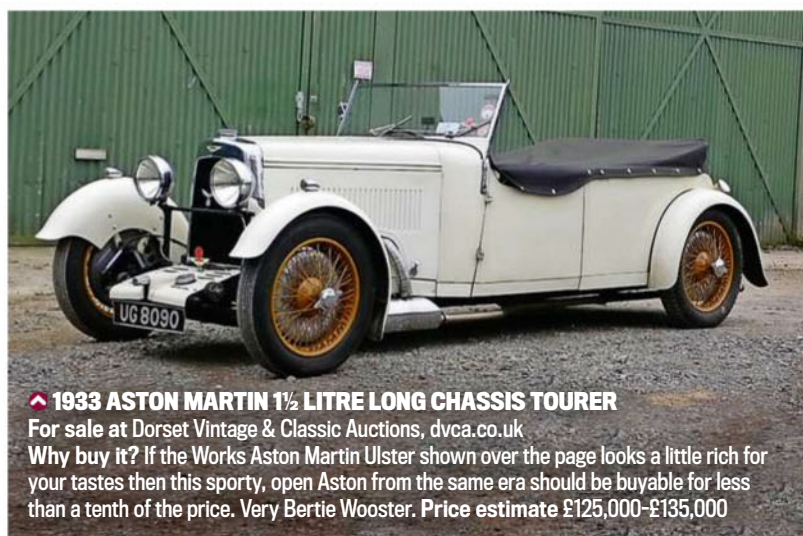 UG 8090
1933 ASTON MARTIN 1½ LITRE LONG CHASSIS TOURER
For sale at Dorset Vintage & Classic Auctions, dvca.co.uk
Why buy it? If the Works Aston Martin Ulster shown over the page looks a little rich for
your tastes then this sporty, open Aston from the same era should be buyable for less
than a tenth of the price. Very Bertie Wooster. Price estimate £125,000-£135,000